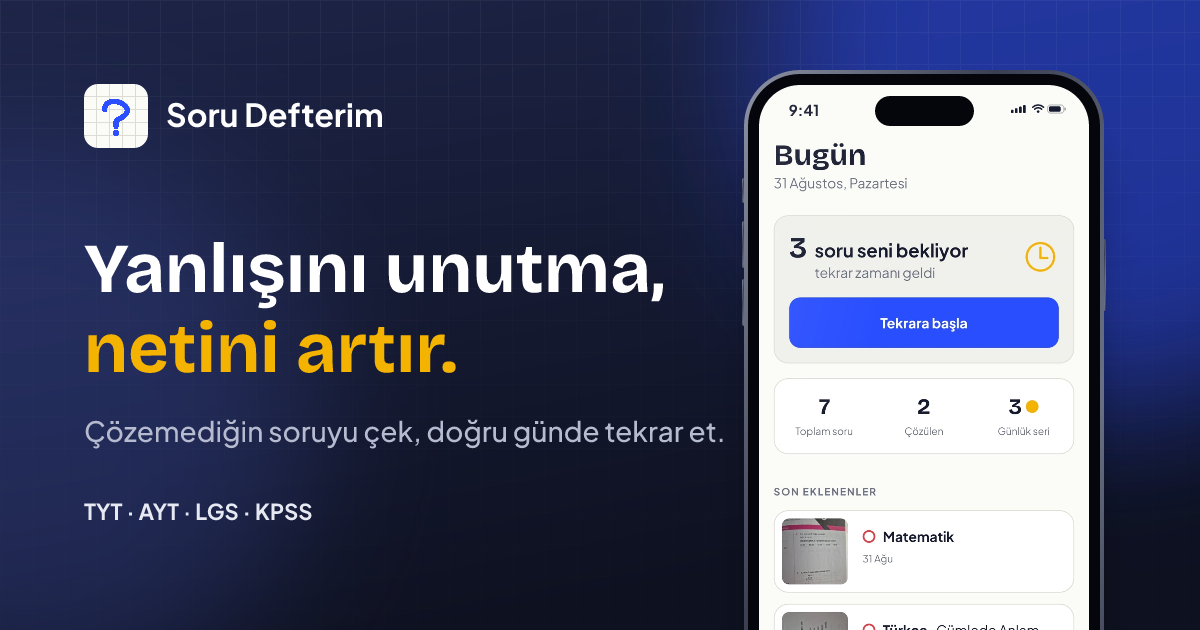 ?
Soru Defterim
Yanlışını unutma,
netini artır.
Çözemediğin soruyu çek, doğru günde tekrar et.
TYT · AYT · LGS · KPSS
9:41
Bugün
31 Ağustos, Pazartesi
3 soru seni bekliyor
tekrar zamanı geldi
Tekrara başla
7 2 3
Toplam soru Çözülen Günlük seri
SON EKLENENLER
Matematik
31 Ağu